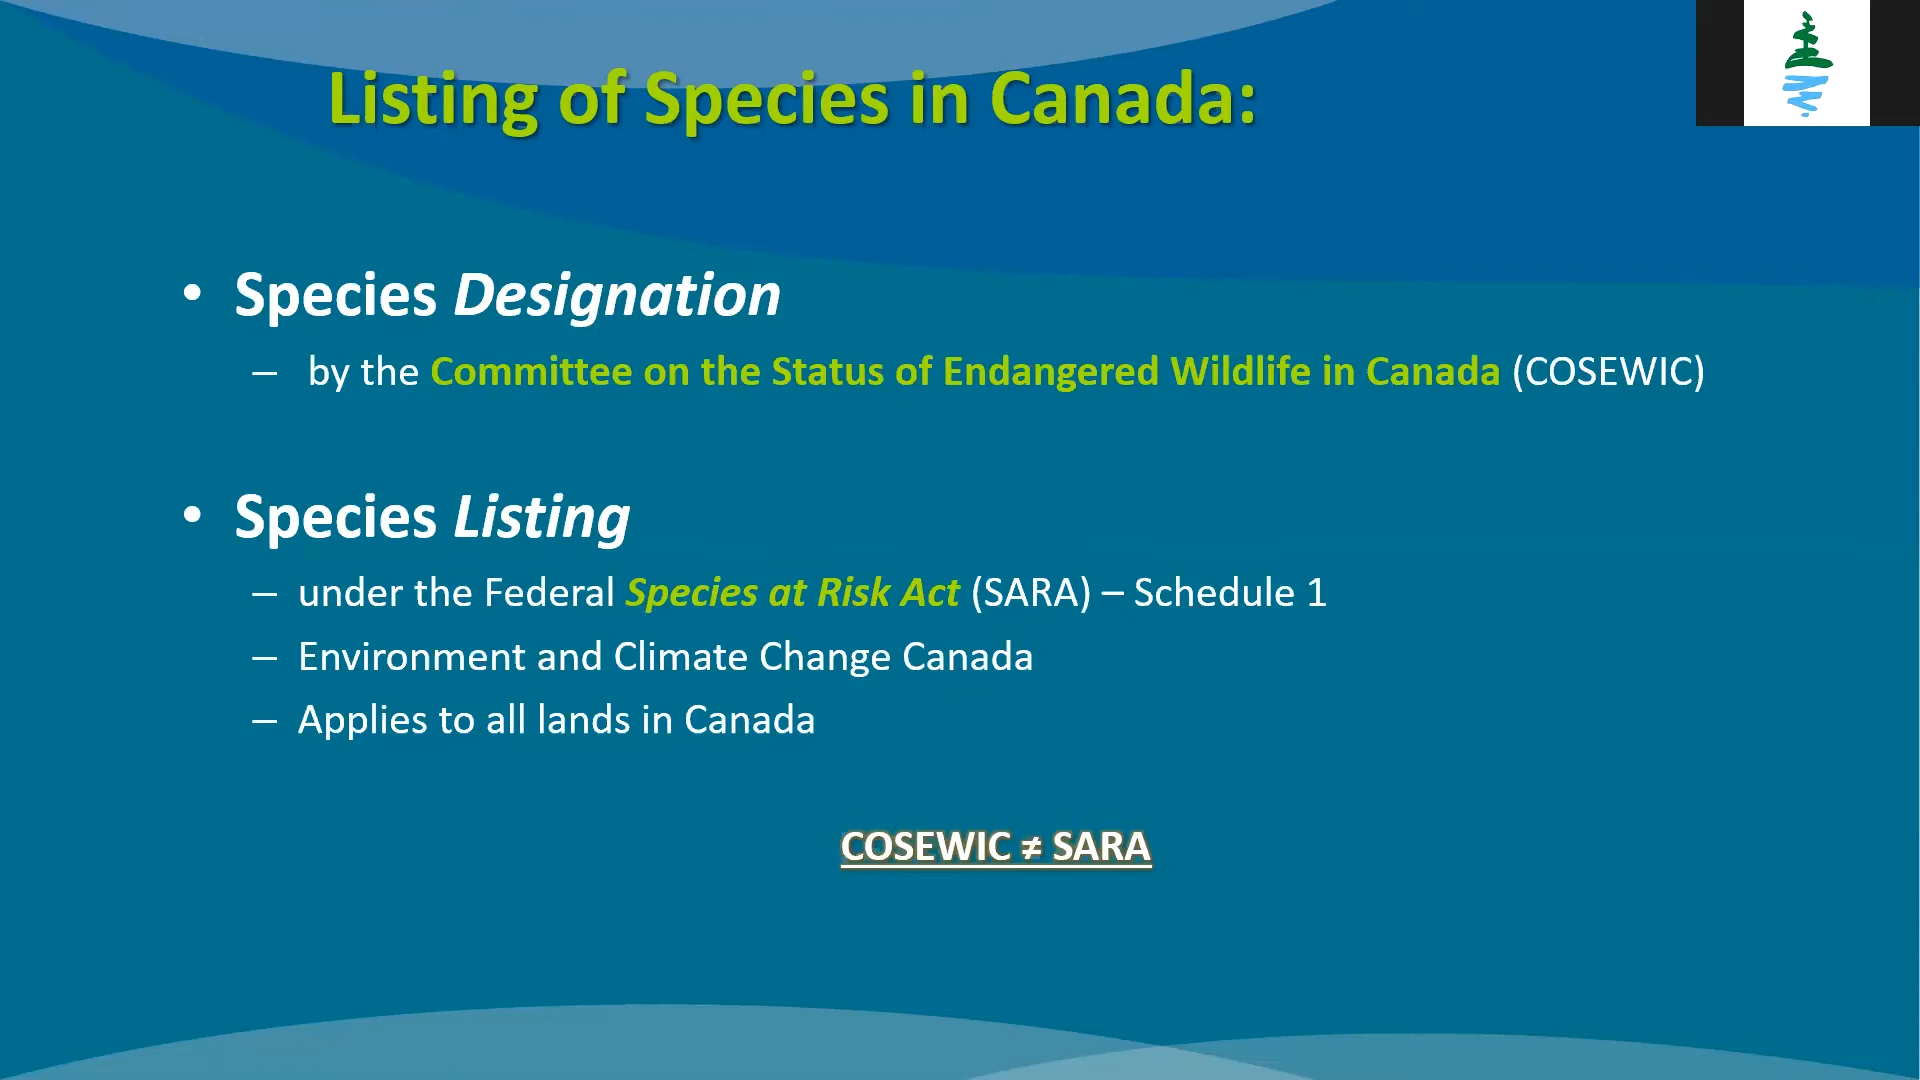 Listing of Species in Canada:
• Species Designation
– by the Committee on the Status of Endangered Wildlife in Canada (COSEWIC)
• Species Listing
– under the Federal Species at Risk Act (SARA) – Schedule 1
– Environment and Climate Change Canada
– Applies to all lands in Canada
COSEWIC ≠ SARA